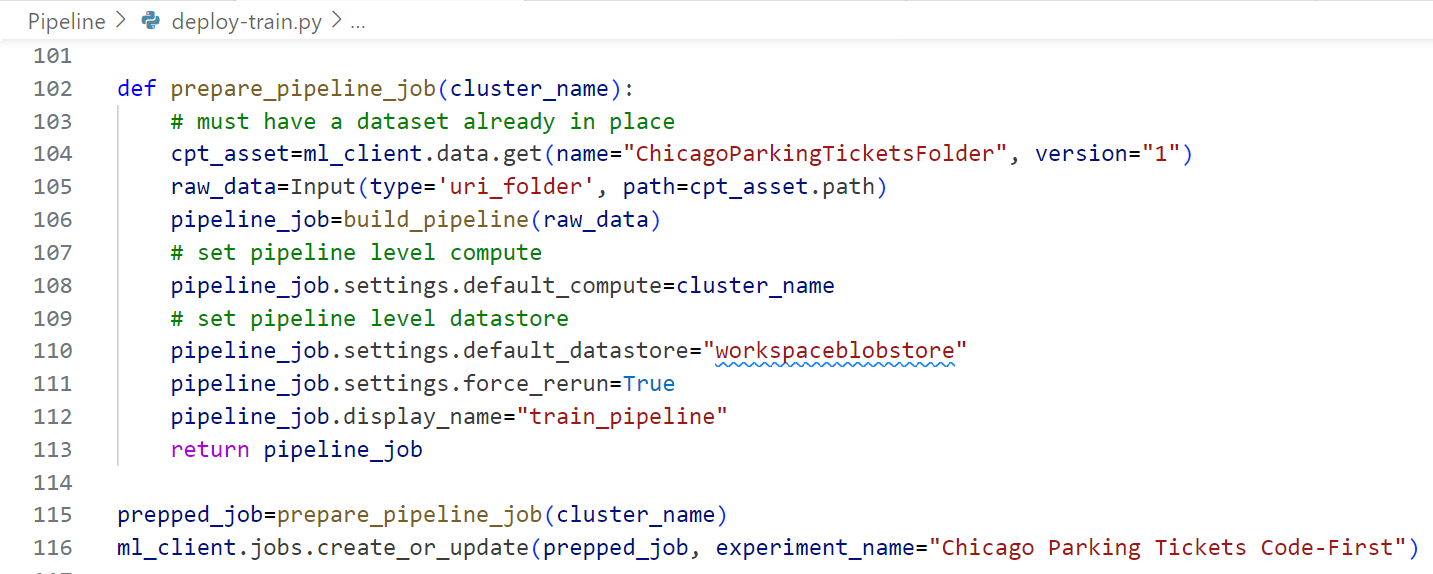 Pipeline > deploy-train.py > ...
101
102 def prepare_pipeline_job(cluster_name):
103     # must have a dataset already in place
104     cpt_asset=ml_client.data.get(name="ChicagoParkingTicketsFolder", version="1")
105     raw_data=Input(type='uri_folder', path=cpt_asset.path)
106     pipeline_job=build_pipeline(raw_data)
107     # set pipeline level compute
108     pipeline_job.settings.default_compute=cluster_name
109     # set pipeline level datastore
110     pipeline_job.settings.default_datastore="workspaceblobstore"
111     pipeline_job.settings.force_rerun=True
112     pipeline_job.display_name="train_pipeline"
113     return pipeline_job
114
115 prepped_job=prepare_pipeline_job(cluster_name)
116 ml_client.jobs.create_or_update(prepped_job, experiment_name="Chicago Parking Tickets Code-First")